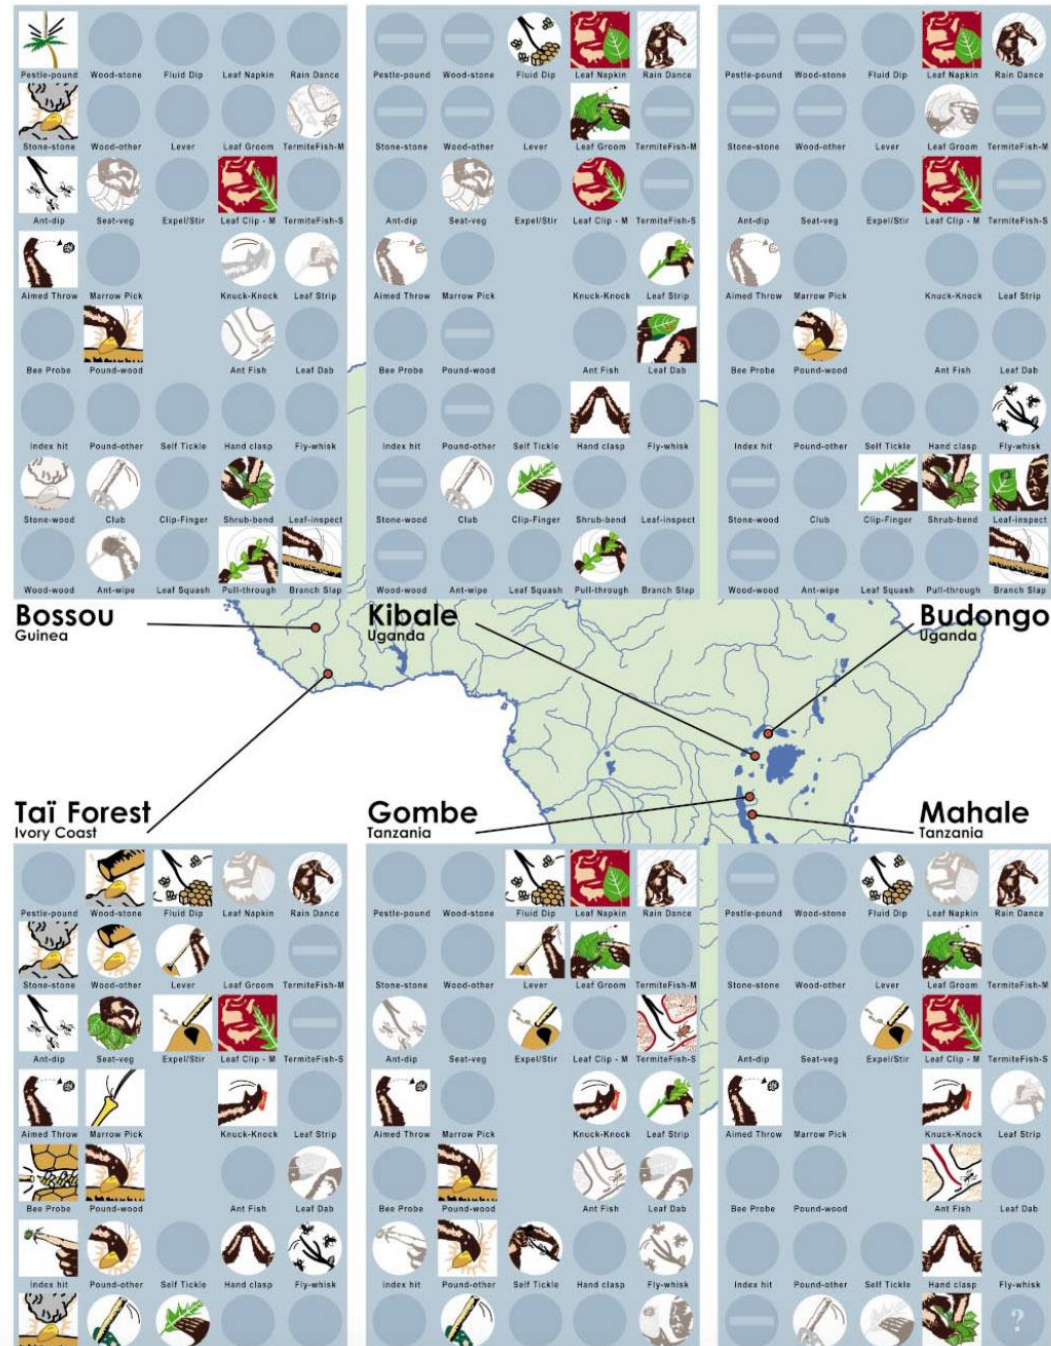 Pestle-pound Wood-stone Fluid Dip Leaf Napkin Rain Dance
Stone-stone Wood-other Lever Leaf Groom TermiteFish-M
Ant-dip Seat-veg Expel/Stir Leaf Clip - M TermiteFish-S
Aimed Throw Marrow Pick Knuck-Knock Leaf Strip
Bee Probe Pound-wood Ant Fish Leaf Dab
Index hit Pound-other Self Tickle Hand clasp Fly-whisk
Stone-wood Club Clip-Finger Shrub-bend Leaf-inspect
Wood-wood Ant-wipe Leaf Squash Pull-through Branch Slap
Bossou
Guinea
Pestle-pound Wood-stone Fluid Dip Leaf Napkin Rain Dance
Stone-stone Wood-other Lever Leaf Groom TermiteFish-M
Ant-dip Seat-veg Expel/Stir Leaf Clip - M TermiteFish-S
Aimed Throw Marrow Pick Knuck-Knock Leaf Strip
Bee Probe Pound-wood Ant Fish Leaf Dab
Index hit Pound-other Self Tickle Hand clasp Fly-whisk
Stone-wood Club Clip-Finger Shrub-bend Leaf-inspect
Wood-wood Ant-wipe Leaf Squash Pull-through Branch Slap
Kibale
Uganda
Pestle-pound Wood-stone Fluid Dip Leaf Napkin Rain Dance
Stone-stone Wood-other Lever Leaf Groom TermiteFish-M
Ant-dip Seat-veg Expel/Stir Leaf Clip - M TermiteFish-S
Aimed Throw Marrow Pick Knuck-Knock Leaf Strip
Bee Probe Pound-wood Ant Fish Leaf Dab
Index hit Pound-other Self Tickle Hand clasp Fly-whisk
Stone-wood Club Clip-Finger Shrub-bend Leaf-inspect
Wood-wood Ant-wipe Leaf Squash Pull-through Branch Slap
Budongo
Uganda
Taï Forest
Ivory Coast
Pestle-pound Wood-stone Fluid Dip Leaf Napkin Rain Dance
Stone-stone Wood-other Lever Leaf Groom TermiteFish-M
Ant-dip Seat-veg Expel/Stir Leaf Clip - M TermiteFish-S
Aimed Throw Marrow Pick Knuck-Knock Leaf Strip
Bee Probe Pound-wood Ant Fish Leaf Dab
Index hit Pound-other Self Tickle Hand clasp Fly-whisk
Gombe
Tanzania
Pestle-pound Wood-stone Fluid Dip Leaf Napkin Rain Dance
Stone-stone Wood-other Lever Leaf Groom TermiteFish-M
Ant-dip Seat-veg Expel/Stir Leaf Clip - M TermiteFish-S
Aimed Throw Marrow Pick Knuck-Knock Leaf Strip
Bee Probe Pound-wood Ant Fish Leaf Dab
Index hit Pound-other Self Tickle Hand clasp Fly-whisk
Mahale
Tanzania
Pestle-pound Wood-stone Fluid Dip Leaf Napkin Rain Dance
Stone-stone Wood-other Lever Leaf Groom TermiteFish-M
Ant-dip Seat-veg Expel/Stir Leaf Clip - M TermiteFish-S
Aimed Throw Marrow Pick Knuck-Knock Leaf Strip
Bee Probe Pound-wood Ant Fish Leaf Dab
Index hit Pound-other Self Tickle Hand clasp Fly-whisk
?